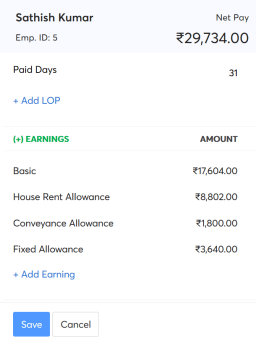 Sathish Kumar Net Pay
Emp. ID: 5 ₹29,734.00
Paid Days 31
+ Add LOP
(+) EARNINGS AMOUNT
Basic ₹17,604.00
House Rent Allowance ₹8,802.00
Conveyance Allowance ₹1,800.00
Fixed Allowance ₹3,640.00
+ Add Earning
Save Cancel